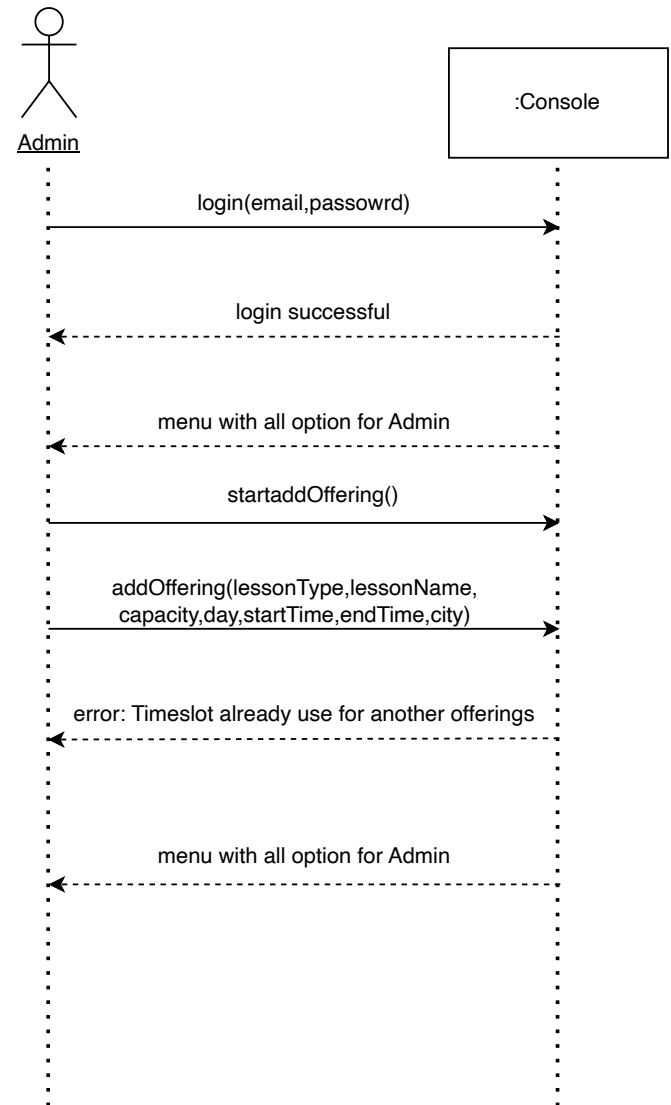 Admin
:Console
login(email,passowrd)
login successful
menu with all option for Admin
startaddOffering()
addOffering(lessonType,lessonName,
capacity,day,startTime,endTime,city)
error: Timeslot already use for another offerings
menu with all option for Admin